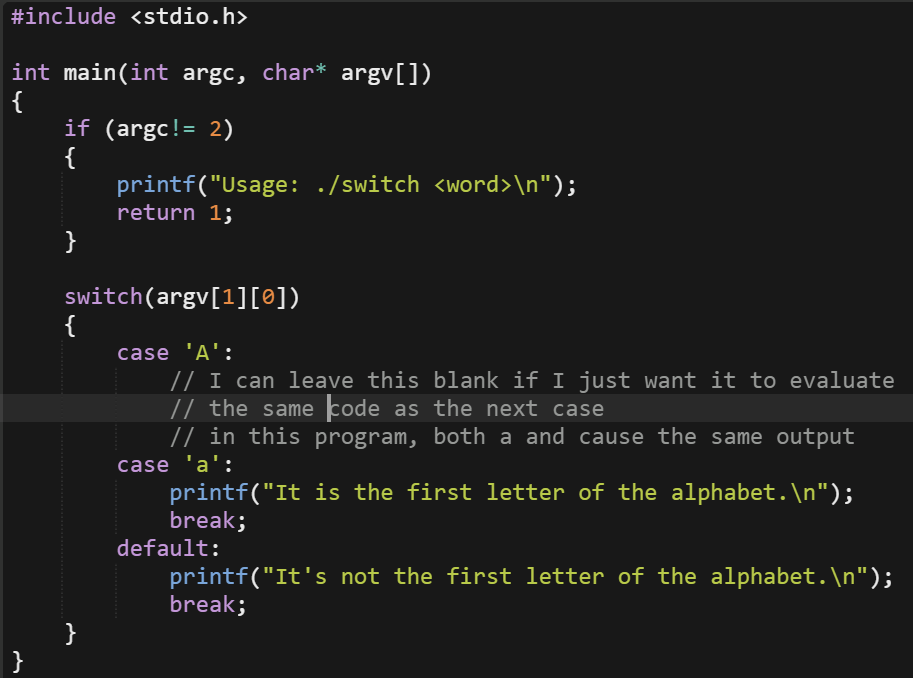 #include <stdio.h>

int main(int argc, char* argv[])
{
    if (argc!= 2)
    {
        printf("Usage: ./switch <word>\n");
        return 1;
    }

    switch(argv[1][0])
    {
        case 'A':
            // I can leave this blank if I just want it to evaluate
            // the same code as the next case
            // in this program, both a and cause the same output
        case 'a':
            printf("It is the first letter of the alphabet.\n");
            break;
        default:
            printf("It's not the first letter of the alphabet.\n");
            break;
    }
}